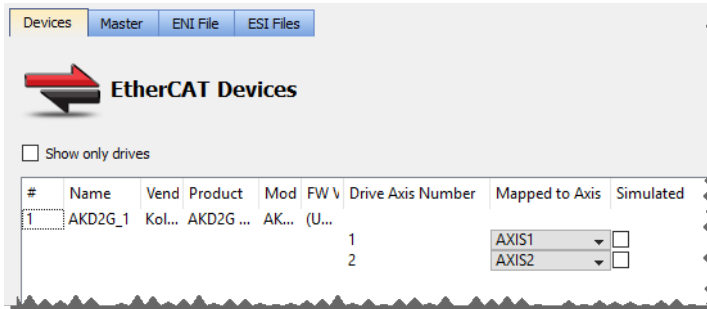 Devices Master ENI File ESI Files
EtherCAT Devices
Show only drives
# Name Vend Product Mod FW V Drive Axis Number Mapped to Axis Simulated
1 AKD2G_1 Kol... AKD2G ... AK... (U...
1 AXIS1
2 AXIS2